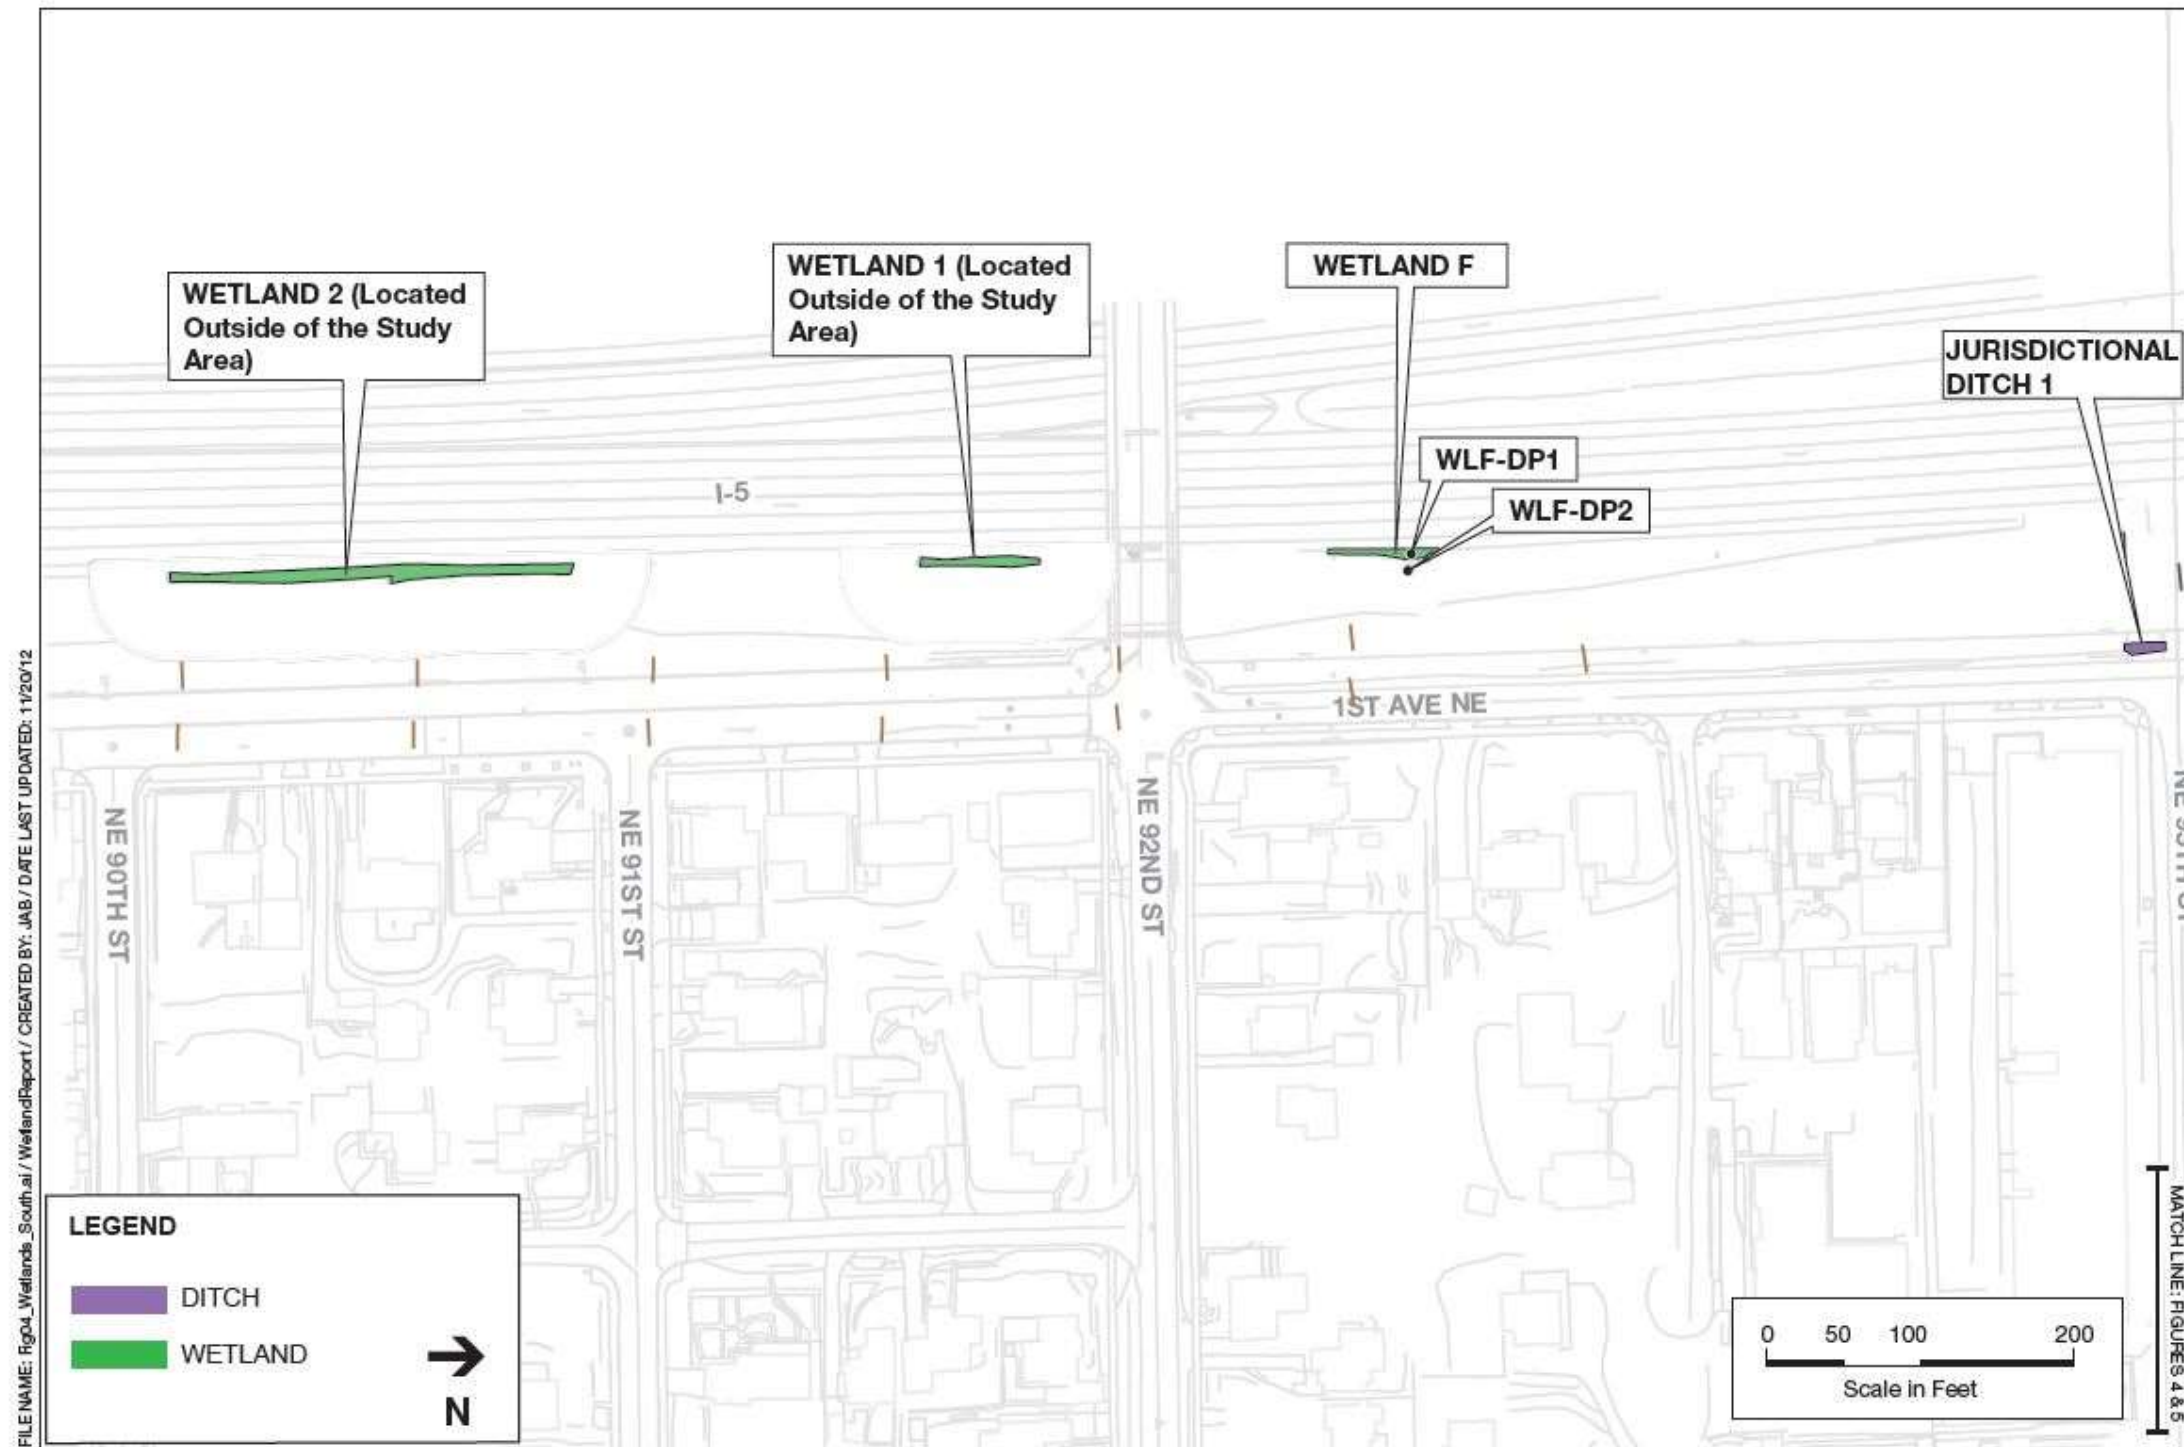 WETLAND 2 (Located
Outside of the Study
Area)
WETLAND 1 (Located
Outside of the Study
Area)
WETLAND F
JURISDICTIONAL
DITCH 1
WLF-DP1
WLF-DP2
I-5
1ST AVE NE
NE 90TH ST
NE 91ST ST
NE 92ND ST
LEGEND
DITCH
WETLAND
N
0 50 100 200
Scale in Feet
MATCH LINE: FIGURES 4 & 5
FILE NAME: Fig04_Wetlands_South.ai / WetlandReport / CREATED BY: JAB / DATE LAST UPDATED: 11/20/12